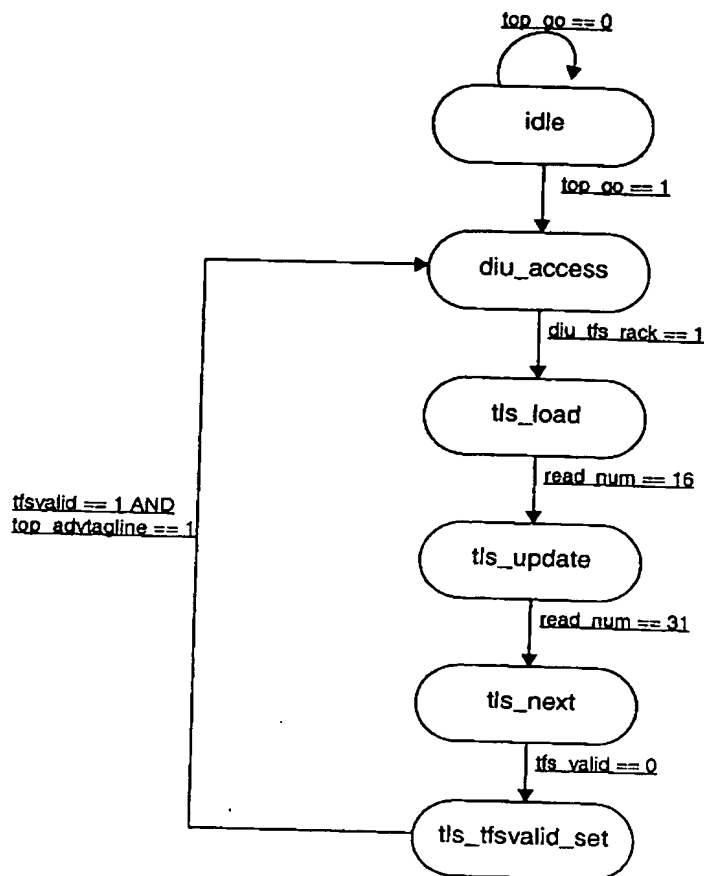 top_go == 0
idle
top_go == 1
diu_access
diu_tfs_rack == 1
tls_load
read_num == 16
tfsvalid == 1 AND
top_advtagline == 1
tls_update
read_num == 31
tls_next
tfs_valid == 0
tls_tfsvalid_set